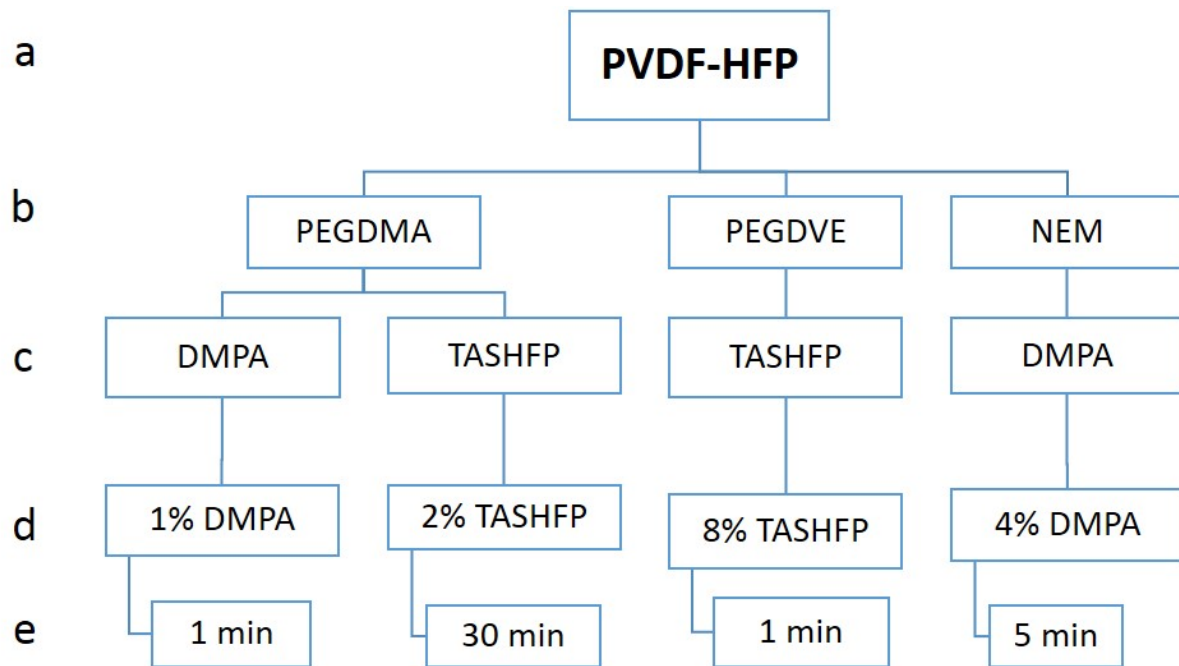 a
PVDF-HFP
b
PEGDMA
PEGDVE
NEM
c
DMPA
TASHFP
TASHFP
DMPA
d
1% DMPA
2% TASHFP
8% TASHFP
4% DMPA
e
1 min
30 min
1 min
5 min